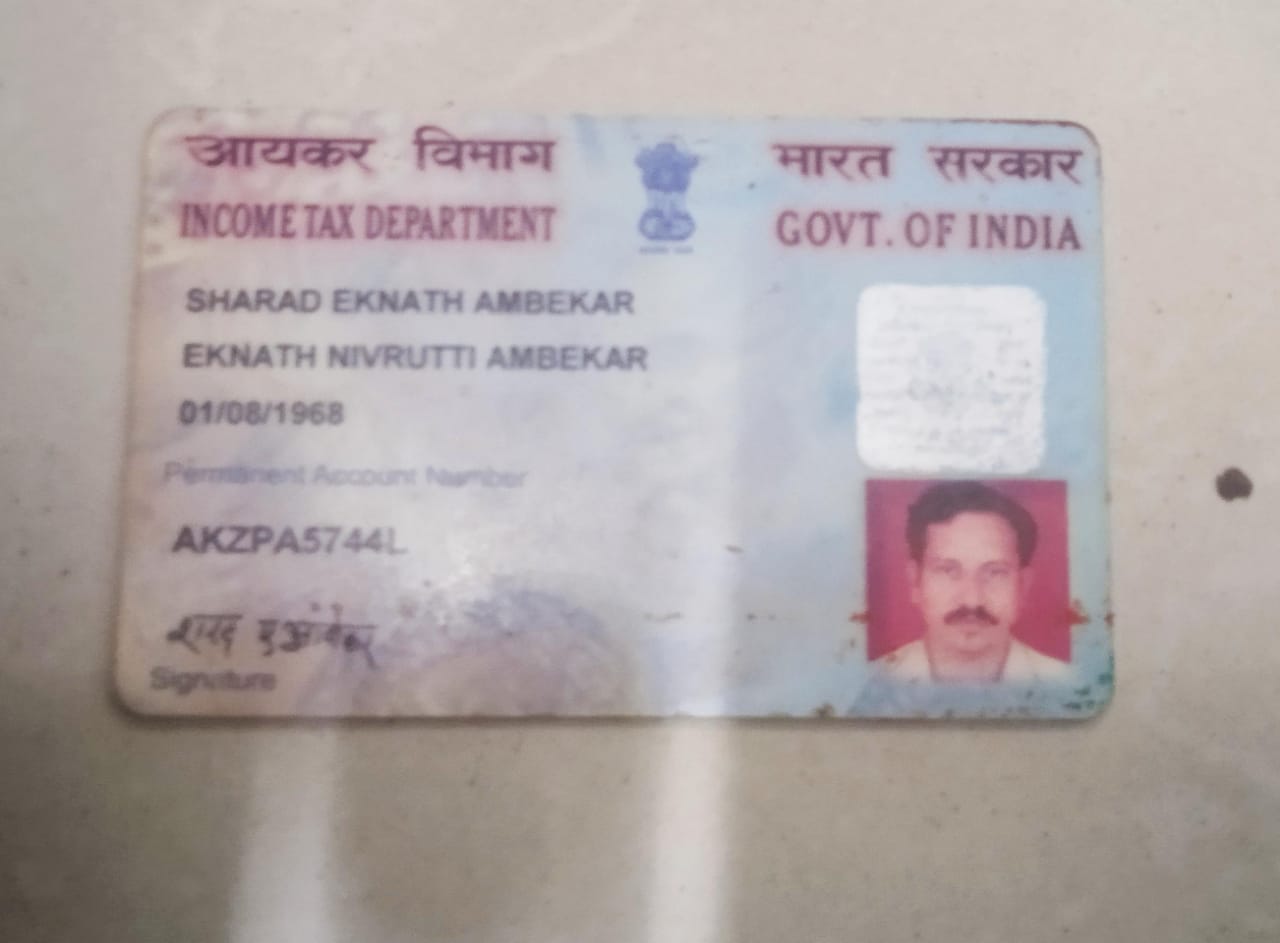 आयकर विभाग
INCOME TAX DEPARTMENT
भारत सरकार
GOVT. OF INDIA
SHARAD EKNATH AMBEKAR
EKNATH NIVRUTTI AMBEKAR
01/08/1968
Permanent Account Number
AKZPA5744L
शरद
Signature